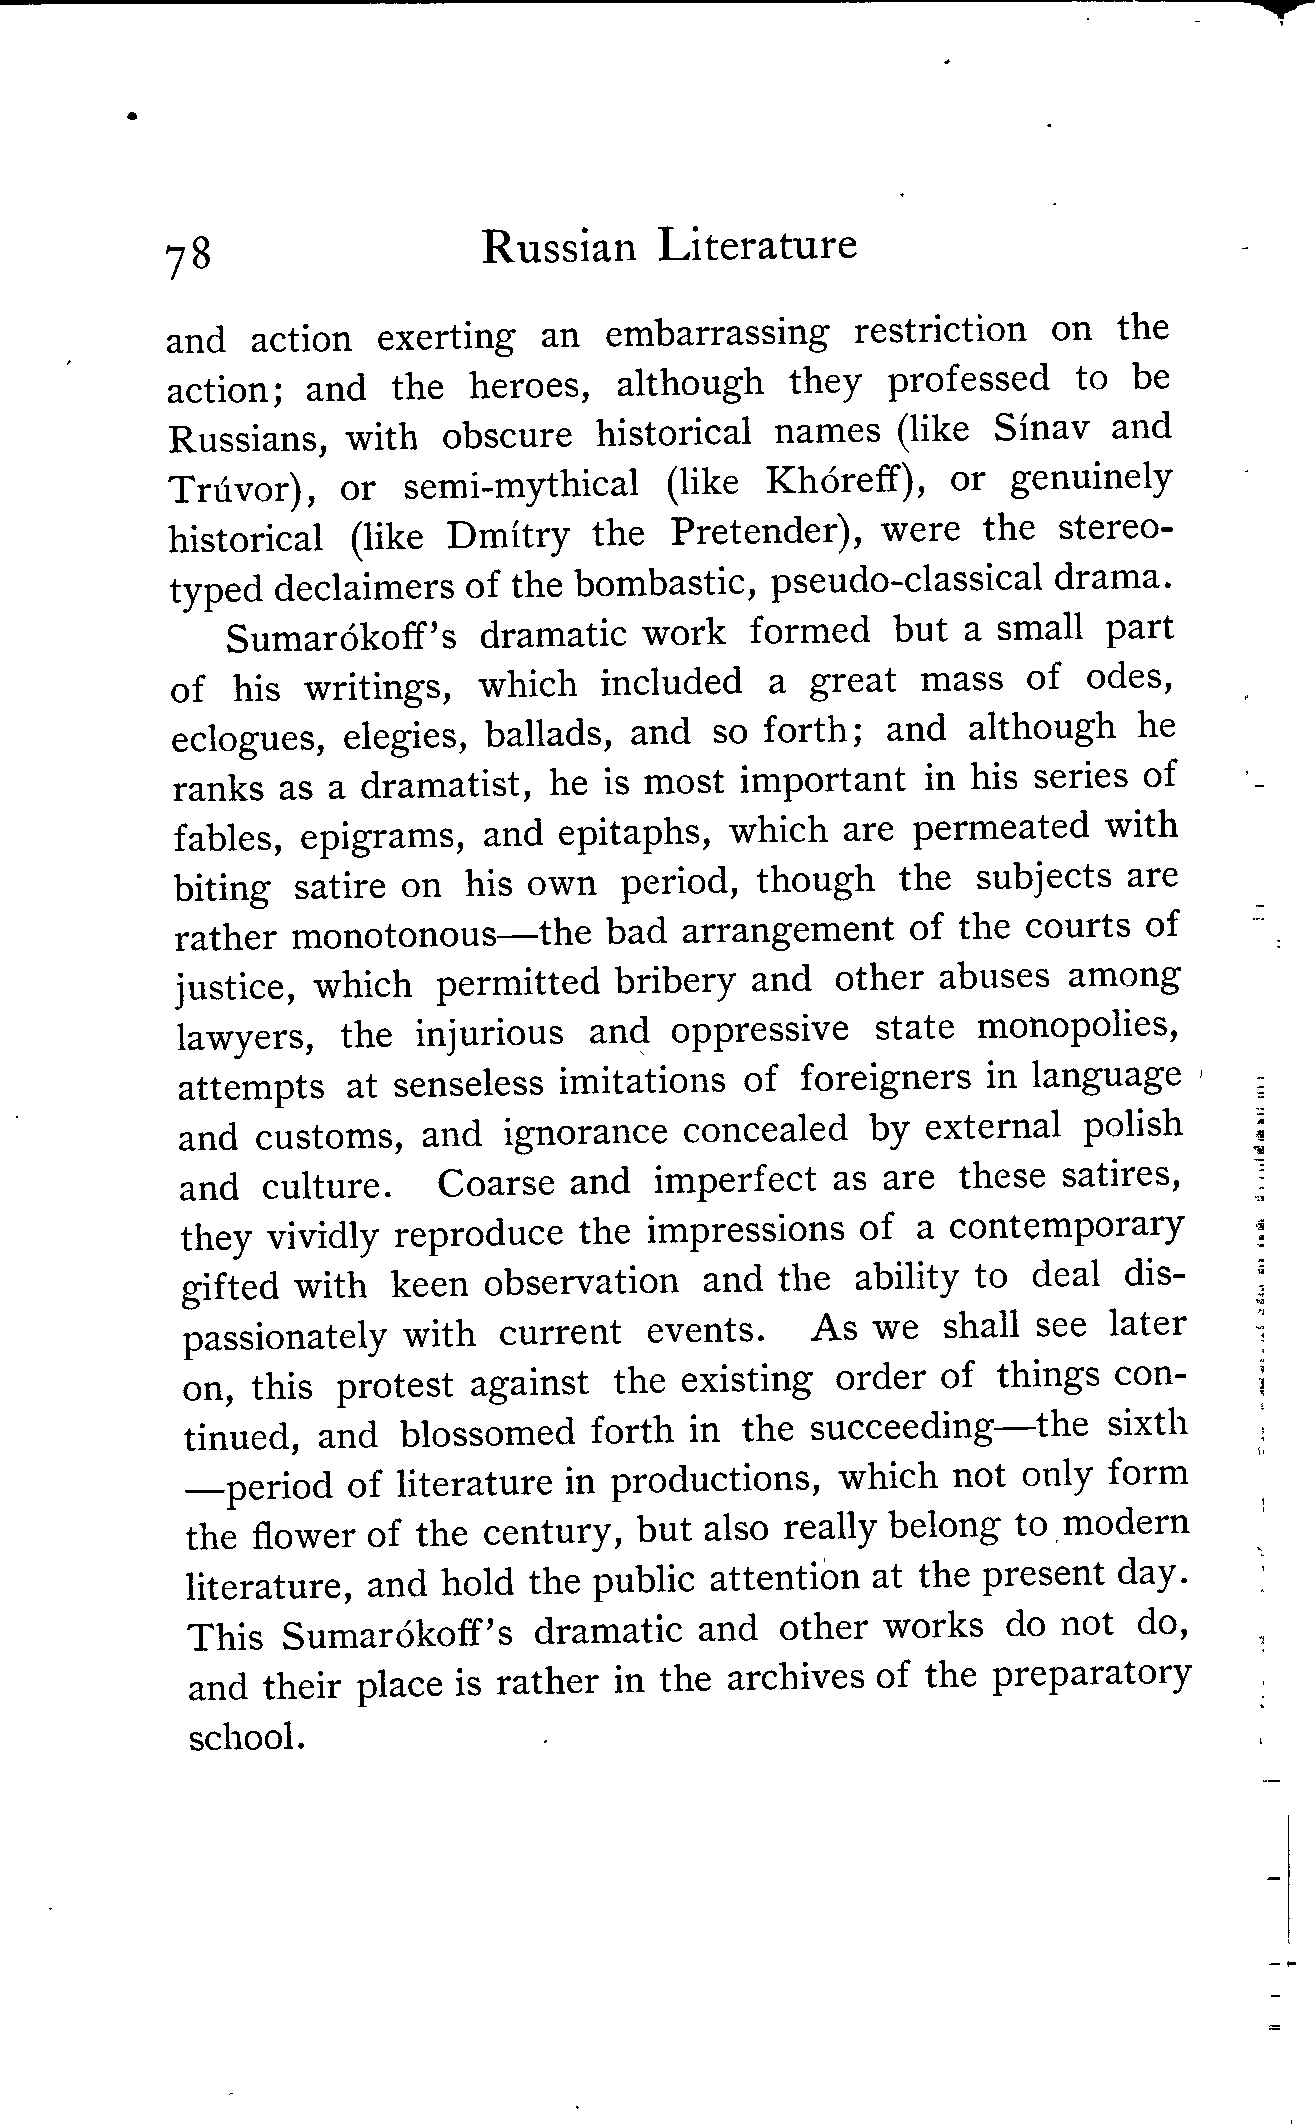 78 Russian Literature
and action exerting an embarrassing restriction on the
action; and the heroes, although they professed to be
Russians, with obscure historical names (like Sínav and
Trúvor), or semi-mythical (like Khóreff), or genuinely
historical (like Dmítry the Pretender), were the stereo-
typed declaimers of the bombastic, pseudo-classical drama.
Sumarókoff's dramatic work formed but a small part
of his writings, which included a great mass of odes,
eclogues, elegies, ballads, and so forth; and although he
ranks as a dramatist, he is most important in his series of
fables, epigrams, and epitaphs, which are permeated with
biting satire on his own period, though the subjects are
rather monotonous—the bad arrangement of the courts of
justice, which permitted bribery and other abuses among
lawyers, the injurious and oppressive state monopolies,
attempts at senseless imitations of foreigners in language
and customs, and ignorance concealed by external polish
and culture. Coarse and imperfect as are these satires,
they vividly reproduce the impressions of a contemporary
gifted with keen observation and the ability to deal dis-
passionately with current events. As we shall see later
on, this protest against the existing order of things con-
tinued, and blossomed forth in the succeeding—the sixth
—period of literature in productions, which not only form
the flower of the century, but also really belong to modern
literature, and hold the public attention at the present day.
This Sumarókoff's dramatic and other works do not do,
and their place is rather in the archives of the preparatory
school.